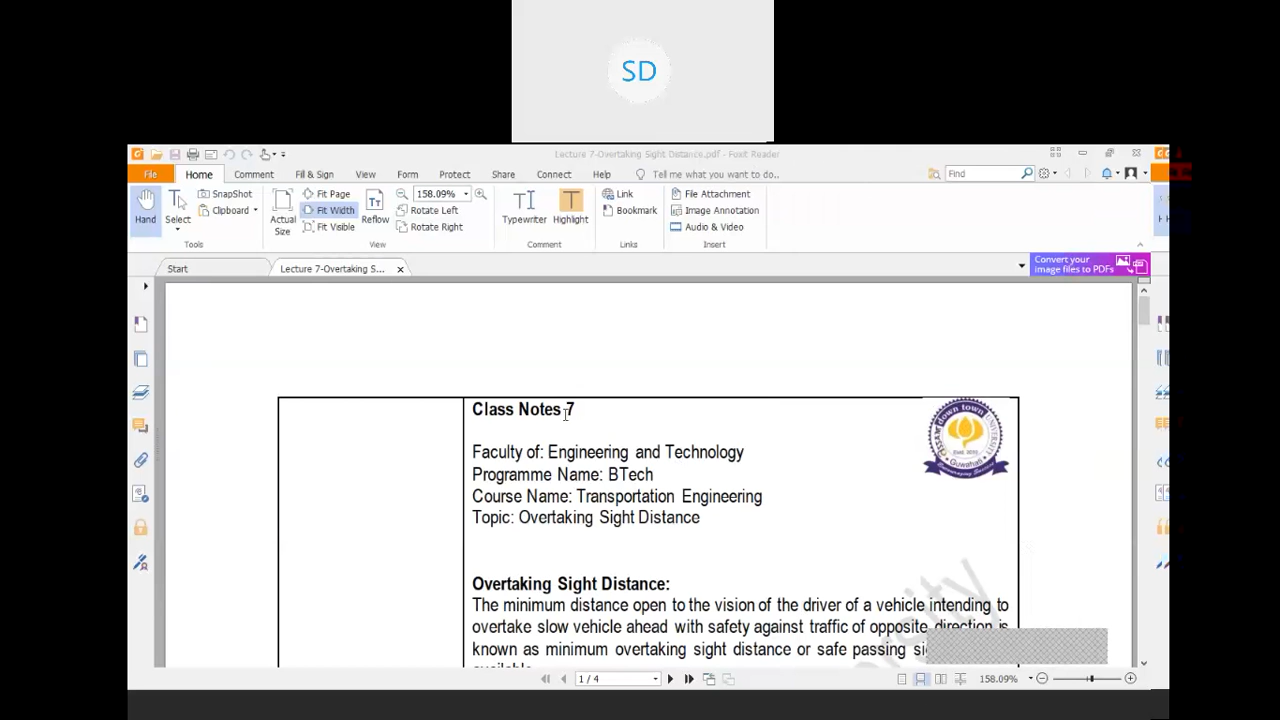 SD
Lecture 7-Overtaking Sight Distance.pdf - Foxit Reader
File Home Comment Fill & Sign View Form Protect Share Connect Help Tell me what you want to do.. Find
Hand
Select
SnapShot
Clipboard
Tools
Actual Size
Fit Page
Fit Width
Fit Visible
Reflow
158.09%
Rotate Left
Rotate Right
View
Typewriter
Highlight
Comment
Link
Bookmark
Links
File Attachment
Image Annotation
Audio & Video
Insert
Start
Lecture 7-Overtaking S...
Convert your
image files to PDFs
Class Notes 7
Faculty of: Engineering and Technology
Programme Name: BTech
Course Name: Transportation Engineering
Topic: Overtaking Sight Distance
down town
UNIVERSITY
Guwahati
Overtaking Sight Distance:
The minimum distance open to the vision of the driver of a vehicle intending to
overtake slow vehicle ahead with safety against traffic of opposite direction is
known as minimum overtaking sight distance or safe passing
1 / 4
158.09%